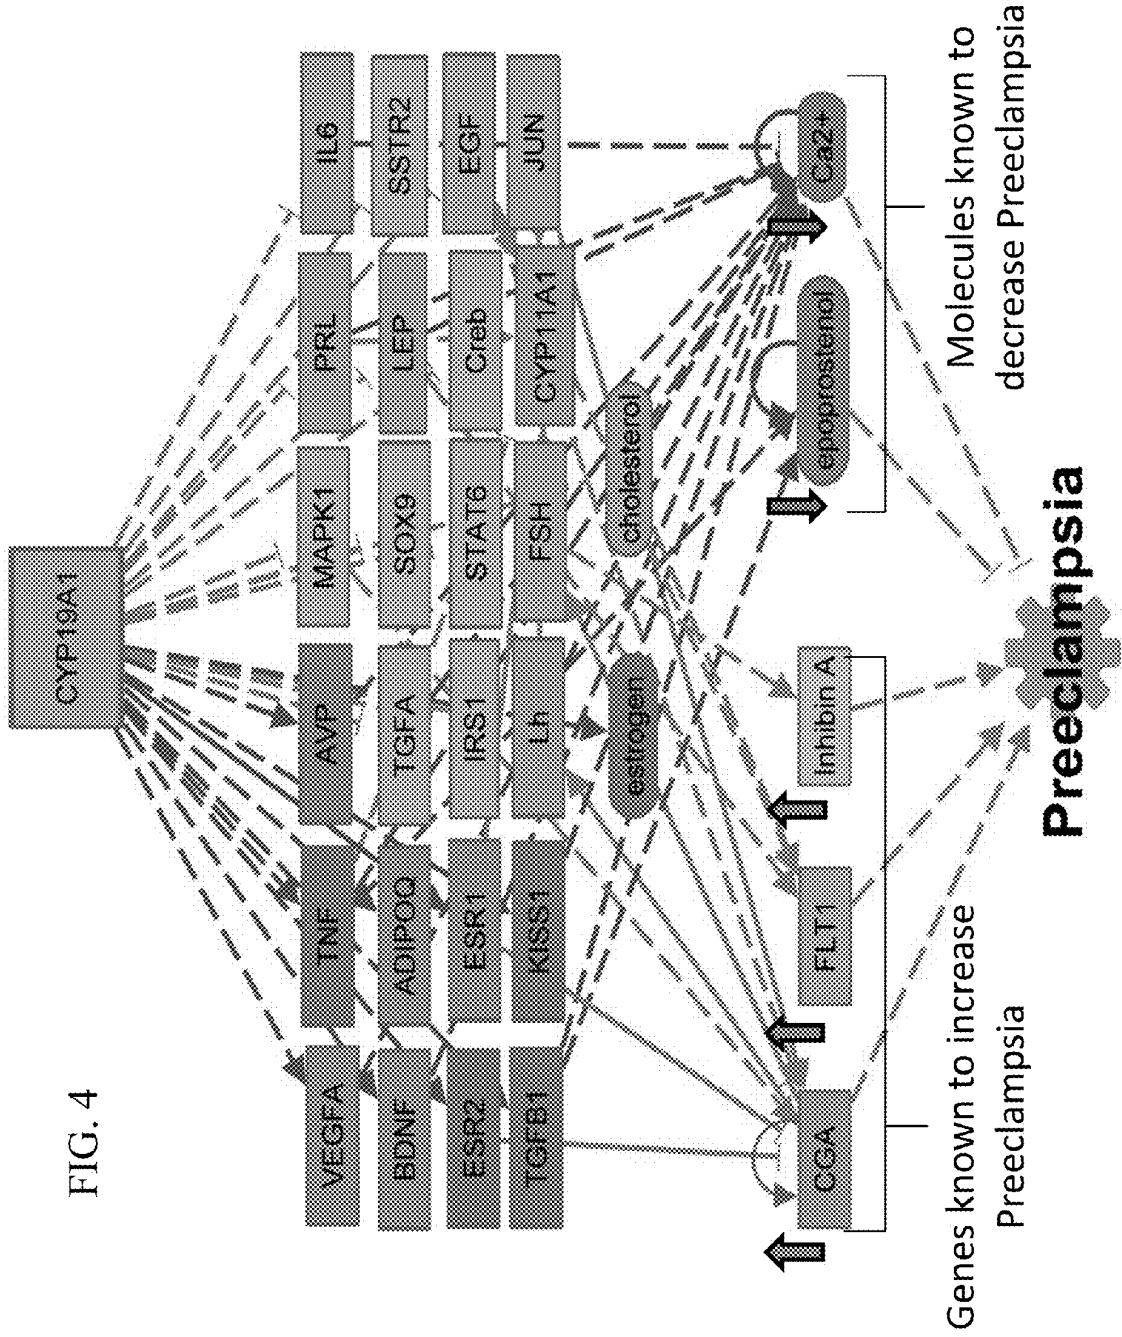 FIG. 4
CYP19A1
VEGFA
TNF
AVP
MAPK1
PRL
IL6
BDNF
ADIPOQ
TGFA
SOX9
LEP
SSTR2
ESR2
ESR1
IRS1
STAT6
Creb
EGF
TGFB1
KISS1
Lh
FSH
CYP11A1
JUN
estrogen
cholesterol
CGA
FLT1
Inhibin A
epoprostenol
Ca2+
Genes known to increase
Preeclampsia
Molecules known to
decrease Preeclampsia
Preeclampsia